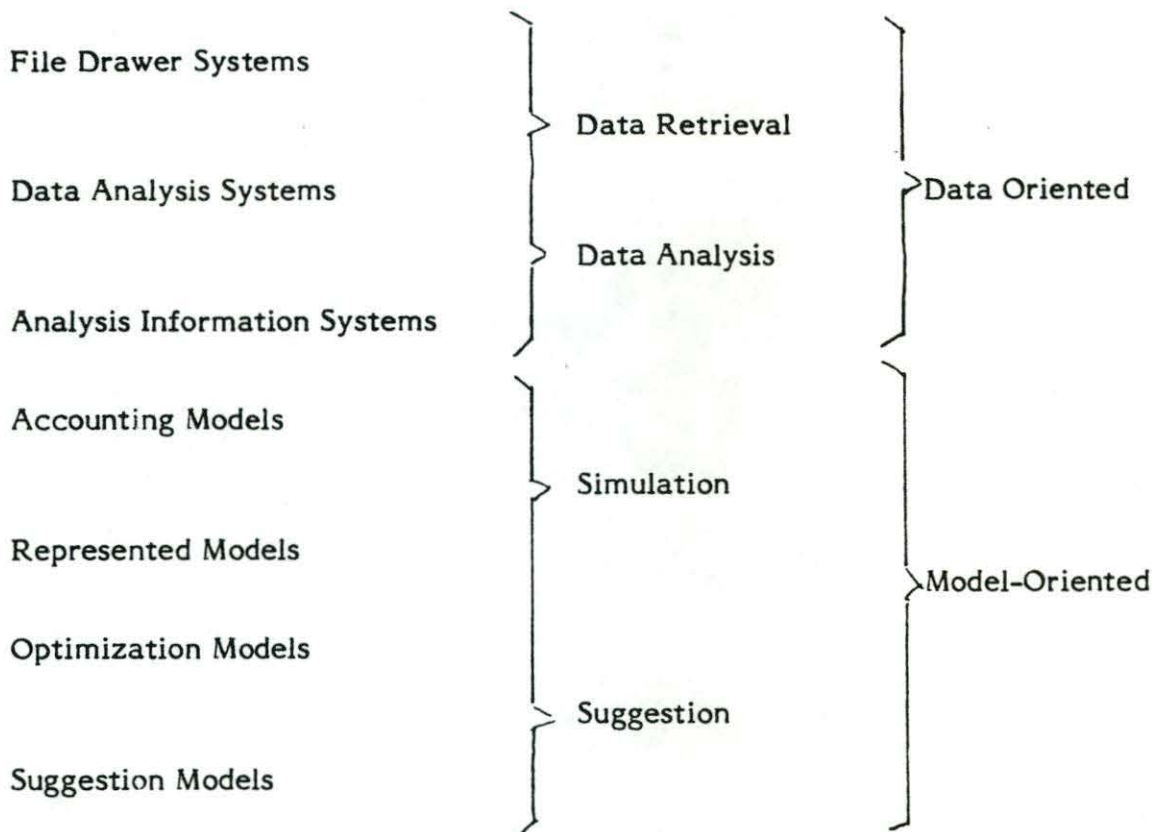 File Drawer Systems
Data Retrieval
Data Analysis Systems
Data Oriented
Data Analysis
Analysis Information Systems
Accounting Models
Simulation
Represented Models
Model-Oriented
Optimization Models
Suggestion
Suggestion Models